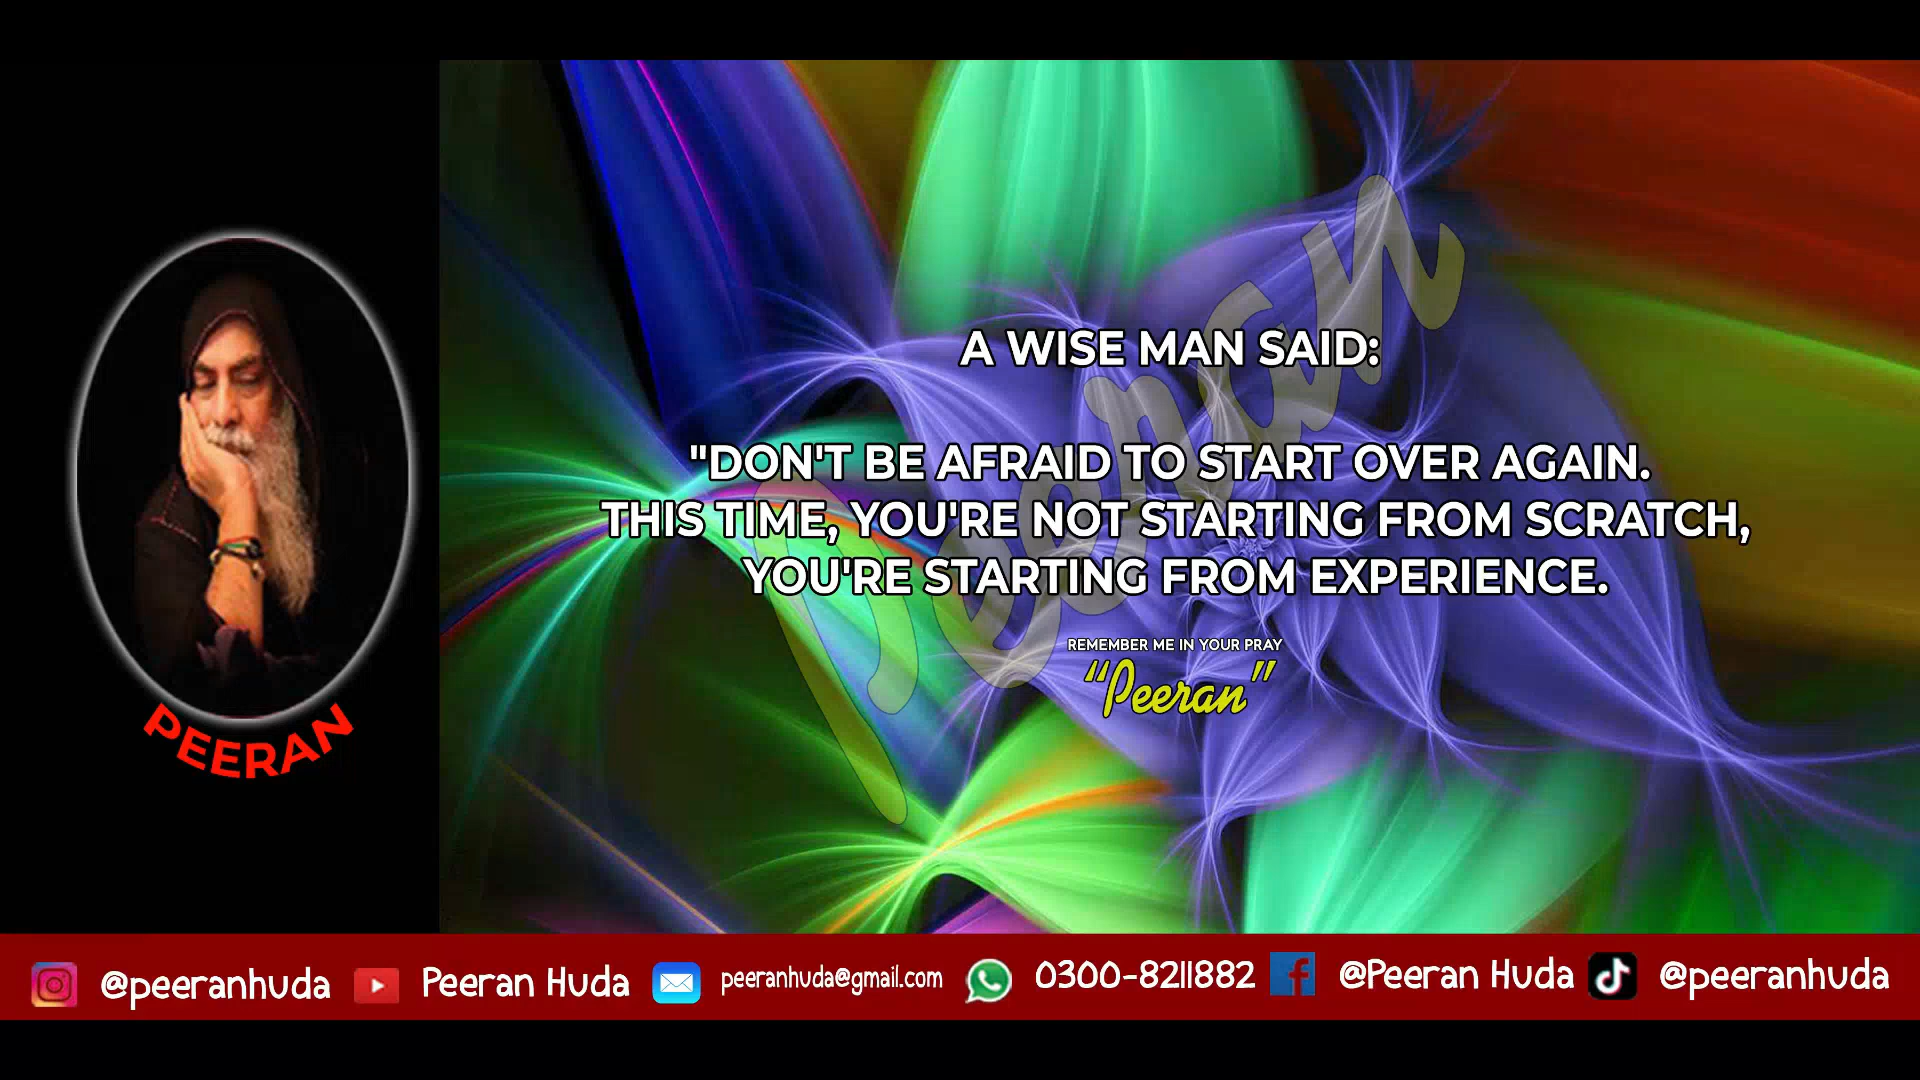 A WISE MAN SAID:
"DON'T BE AFRAID TO START OVER AGAIN.
THIS TIME, YOU'RE NOT STARTING FROM SCRATCH,
YOU'RE STARTING FROM EXPERIENCE.
REMEMBER ME IN YOUR PRAY
"Peeran"
Peeran
PEERAN
@peeranhuda Peeran Huda peeranhuda@gmail.com 0300-8211882 @Peeran Huda @peeranhuda